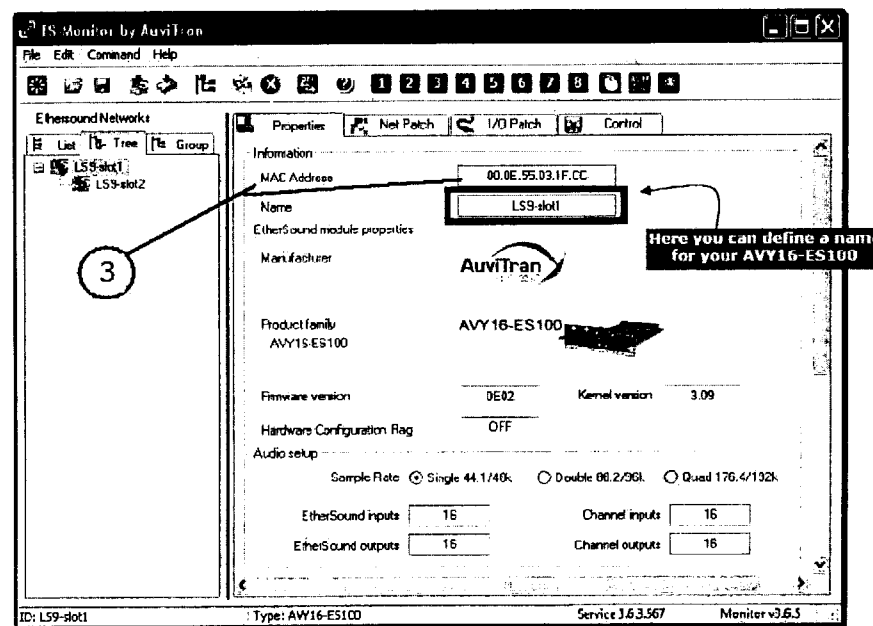 ES Monitor by AuviTran
File Edit Command Help
1 2 3 4 5 6 7 8
Ethersound Networks
List Tree Group
LS9-slot1
LS9-slot2
Properties Net Patch I/O Patch Control
Information
MAC Address 00.0E.55.03.1F.CC
Name LS9-slot1
Here you can define a name
for your AVY16-ES100
3
EtherSound module properties
Manufacturer AuviTran
Product family AVY16-ES100
AVY16-ES100
Firmware version 0E02 Kernel version 3.09
Hardware Configuration Flag OFF
Audio setup
Sample Rate Single 44.1/48k Double 88.2/96k Quad 176.4/192k
EtherSound inputs 16 Channel inputs 16
EtherSound outputs 16 Channel outputs 16
ID: LS9-slot1 Type: AVY16-ES100 Service 3.6.3.567 Monitor v3.6.5